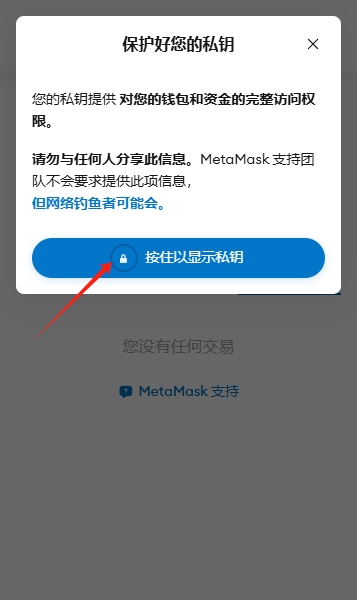 保护好您的私钥
您的私钥提供 对您的钱包和资金的完整访问权
限。
请勿与任何人分享此信息。MetaMask 支持团
队不会要求提供此项信息，
但网络钓鱼者可能会。
按住以显示私钥
您没有任何交易
MetaMask 支持